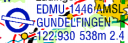 EDMU 1446 AMSL
GUNDELFINGEN
122.930 538m 2.4